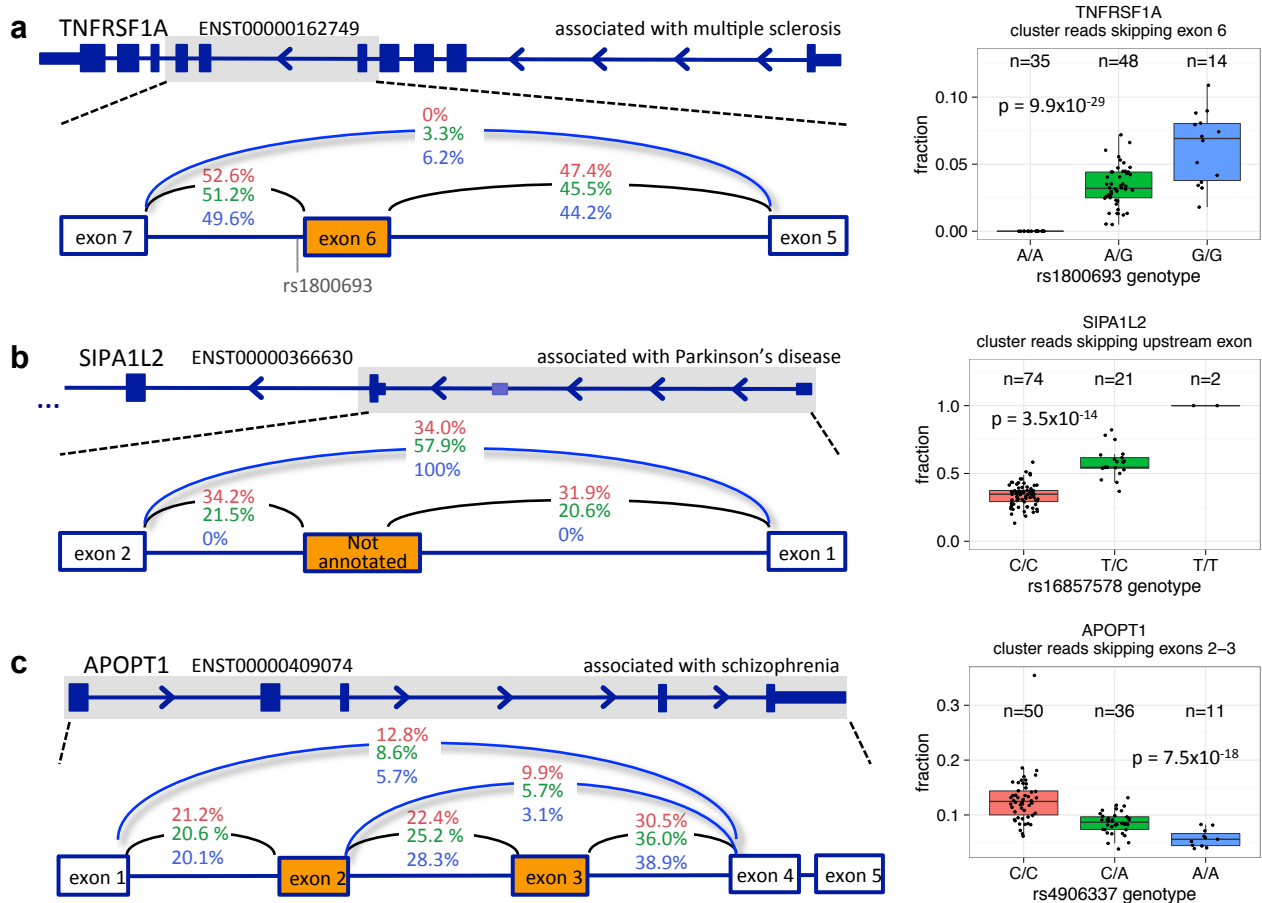 a
TNFRSF1A ENST00000162749 associated with multiple sclerosis
0%
3.3%
6.2%
52.6%
51.2%
49.6%
47.4%
45.5%
44.2%
exon 7
exon 6
exon 5
rs1800693
TNFRSF1A
cluster reads skipping exon 6
n=35 n=48 n=14
p = 9.9x10-29
fraction
0.10
0.05
0.00
A/A A/G G/G
rs1800693 genotype
b
SIPA1L2 ENST00000366630 associated with Parkinson's disease
...
34.0%
57.9%
100%
34.2%
21.5%
0%
31.9%
20.6%
0%
exon 2
Not
annotated
exon 1
SIPA1L2
cluster reads skipping upstream exon
n=74 n=21 n=2
p = 3.5x10-14
fraction
1.0
0.5
0.0
C/C T/C T/T
rs16857578 genotype
c
APOPT1 ENST00000409074 associated with schizophrenia
12.8%
8.6%
5.7%
9.9%
5.7%
3.1%
21.2%
20.6 %
20.1%
22.4%
25.2 %
28.3%
30.5%
36.0%
38.9%
exon 1
exon 2
exon 3
exon 4
exon 5
APOPT1
cluster reads skipping exons 2−3
n=50 n=36 n=11
p = 7.5x10-18
fraction
0.3
0.2
0.1
C/C C/A A/A
rs4906337 genotype